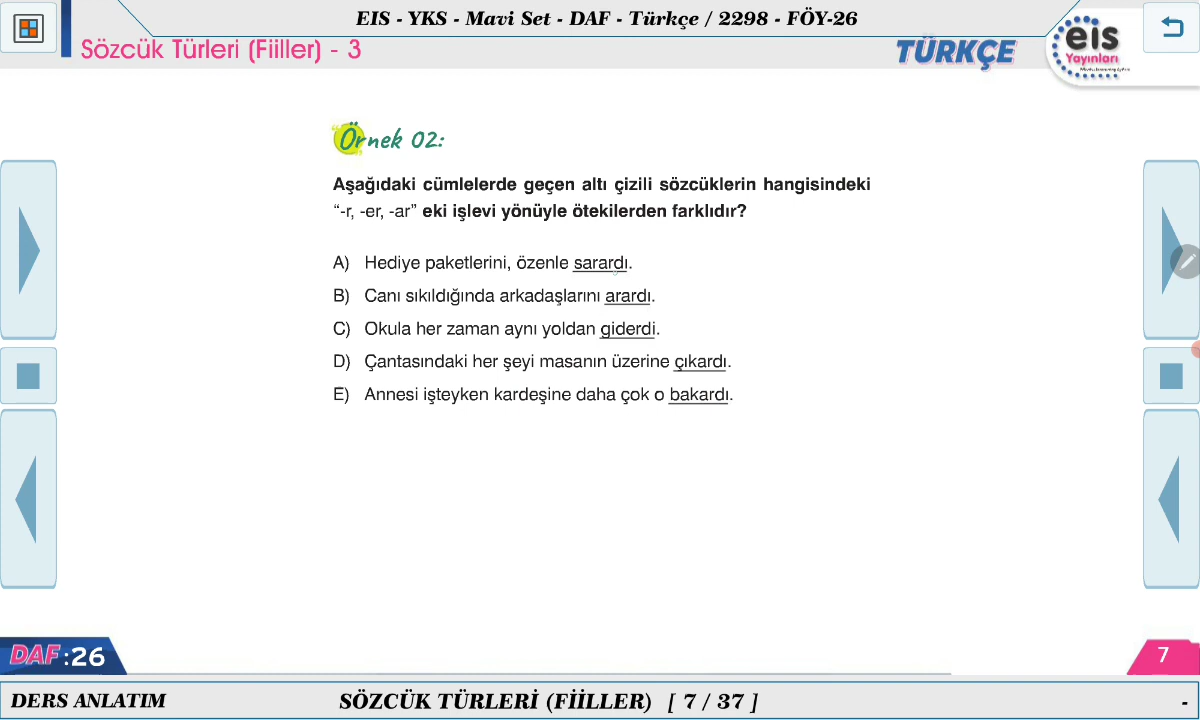 EIS - YKS - Mavi Set - DAF - Türkçe / 2298 - FÖY-26
Sözcük Türleri (Fiiller) - 3
TÜRKÇE
eis
Yayınları
Örnek 02:
Aşağıdaki cümlelerde geçen altı çizili sözcüklerin hangisindeki
“-r, -er, -ar” eki işlevi yönüyle ötekilerden farklıdır?
A) Hediye paketlerini, özenle sarardı.
B) Canı sıkıldığında arkadaşlarını arardı.
C) Okula her zaman aynı yoldan giderdi.
D) Çantasındaki her şeyi masanın üzerine çıkardı.
E) Annesi işteyken kardeşine daha çok o bakardı.
DAF :26
7
DERS ANLATIM
SÖZCÜK TÜRLERİ (FİİLLER) [ 7 / 37 ]
-